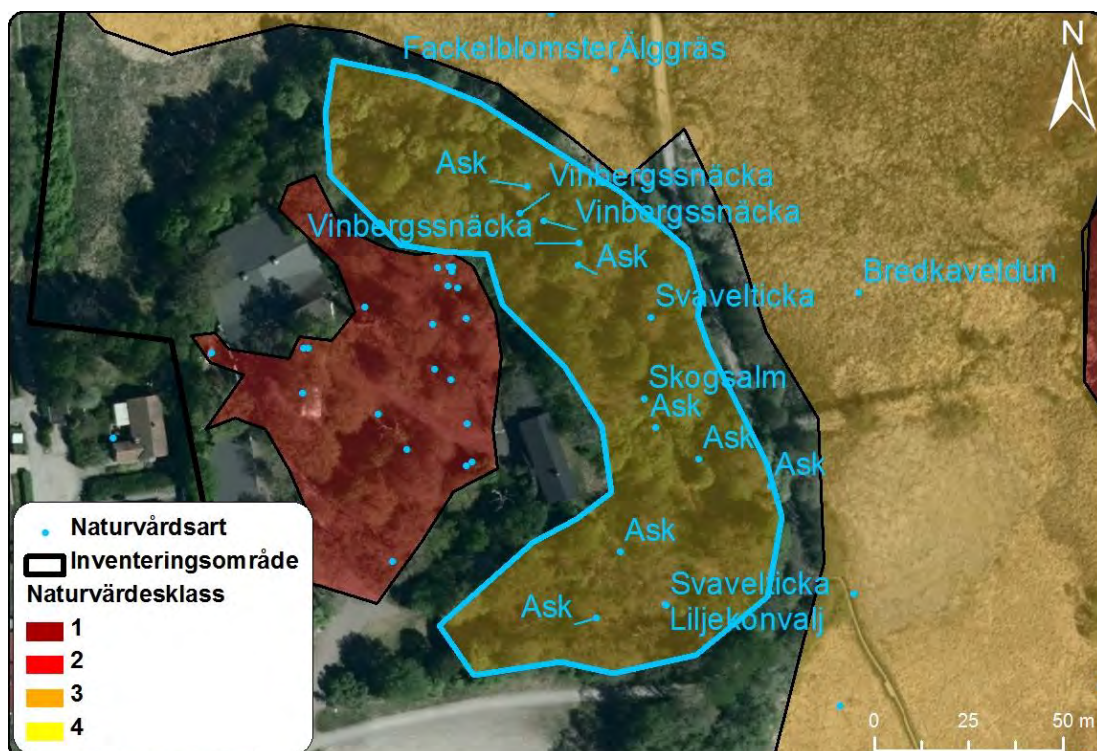 N
FackelblomsterÄlggräs
Ask
Vinbergssnäcka
Vinbergssnäcka
Vinbergssnäcka
Ask
Bredkaveldun
Svavelticka
Skogsalm
Ask
Ask
Ask
Ask
Svavelticka
Ask
Liljekonvalj
Naturvårdsart
Inventeringsområde
Naturvärdesklass
1
2
3
4
0 25 50 m